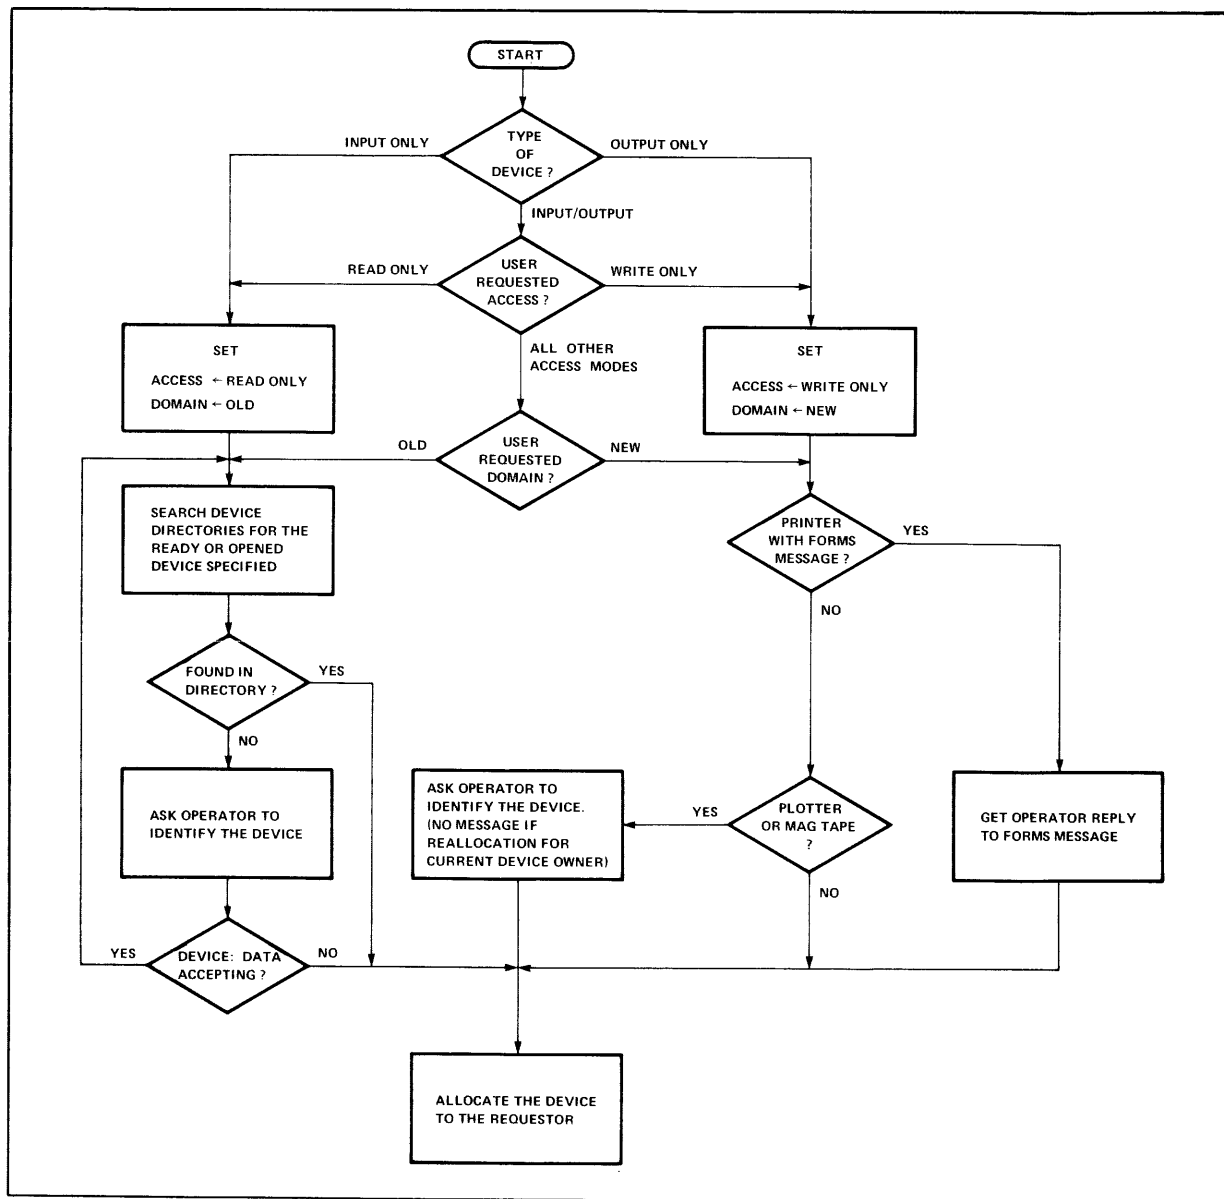 START
TYPE
OF
DEVICE ?
INPUT ONLY
OUTPUT ONLY
INPUT/OUTPUT
USER
REQUESTED
ACCESS ?
READ ONLY
WRITE ONLY
ALL OTHER
ACCESS MODES
SET
ACCESS ← READ ONLY
DOMAIN ← OLD
SET
ACCESS ← WRITE ONLY
DOMAIN ← NEW
USER
REQUESTED
DOMAIN ?
OLD
NEW
SEARCH DEVICE
DIRECTORIES FOR THE
READY OR OPENED
DEVICE SPECIFIED
PRINTER
WITH FORMS
MESSAGE ?
YES
NO
FOUND IN
DIRECTORY ?
YES
NO
ASK OPERATOR TO
IDENTIFY THE DEVICE
ASK OPERATOR TO
IDENTIFY THE DEVICE.
(NO MESSAGE IF
REALLOCATION FOR
CURRENT DEVICE OWNER)
YES
PLOTTER
OR MAG TAPE
?
NO
GET OPERATOR REPLY
TO FORMS MESSAGE
YES
DEVICE: DATA
ACCEPTING ?
NO
ALLOCATE THE DEVICE
TO THE REQUESTOR